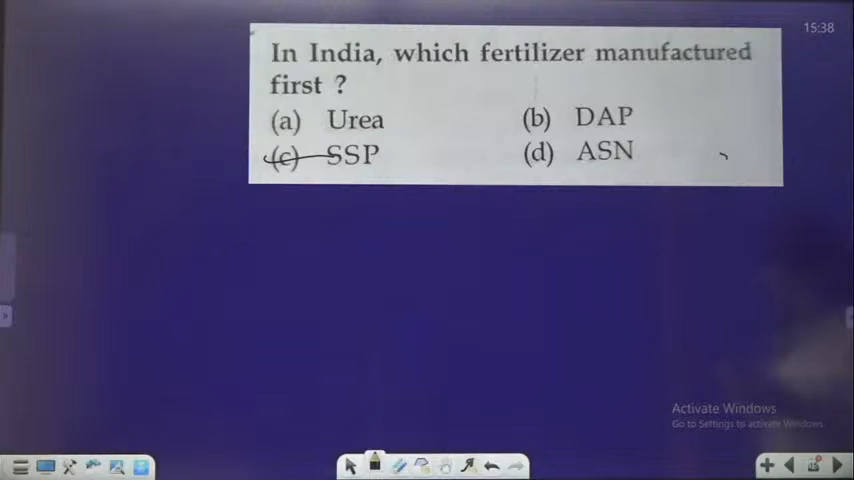 15:38
In India, which fertilizer manufactured
first ?
(a) Urea (b) DAP
(c) SSP (d) ASN
Activate Windows
Go to Settings to activate Windows.